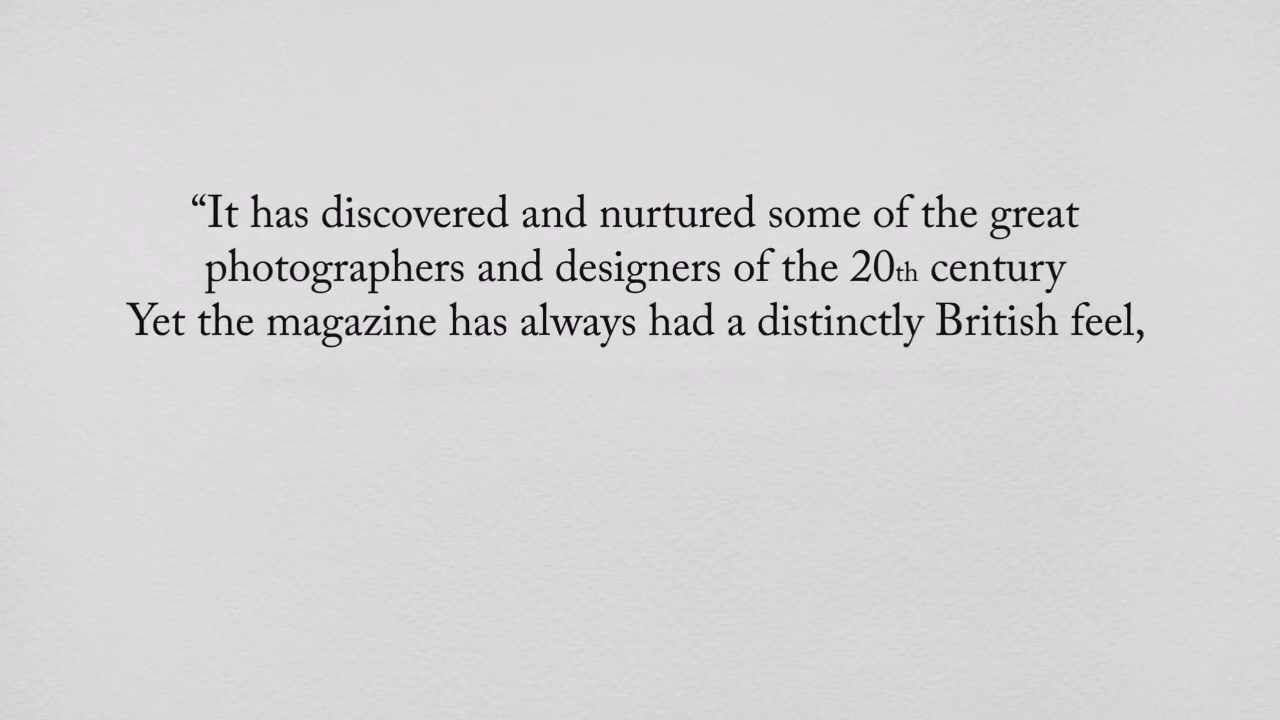 “It has discovered and nurtured some of the great
photographers and designers of the 20th century
Yet the magazine has always had a distinctly British feel,